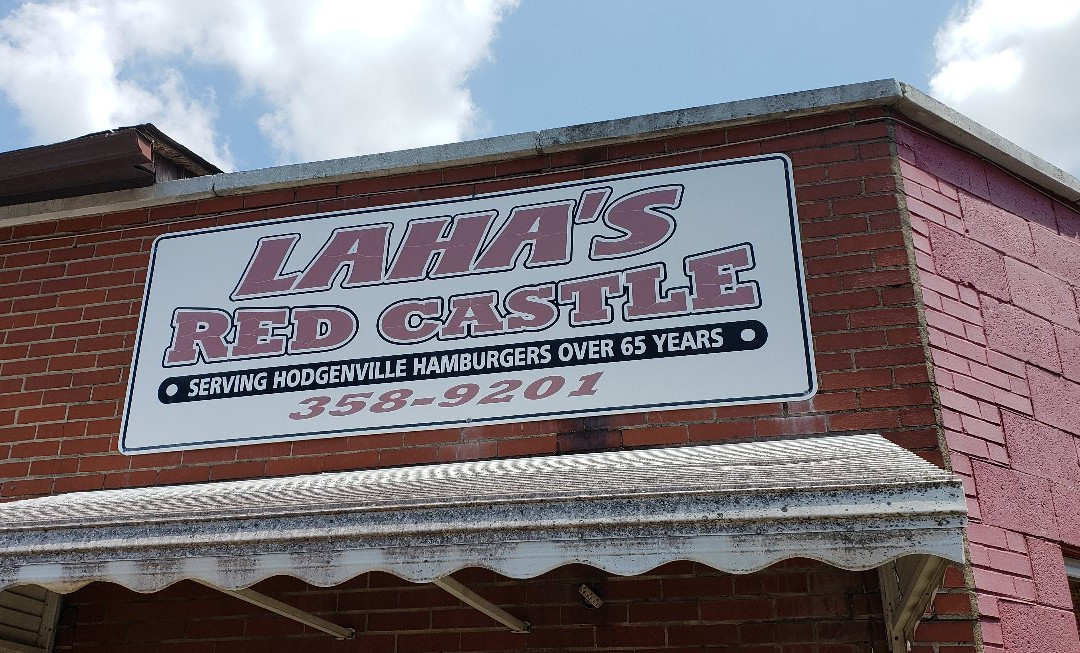 LAHA'S
RED CASTLE
SERVING HODGENVILLE HAMBURGERS OVER 65 YEARS
358-9201